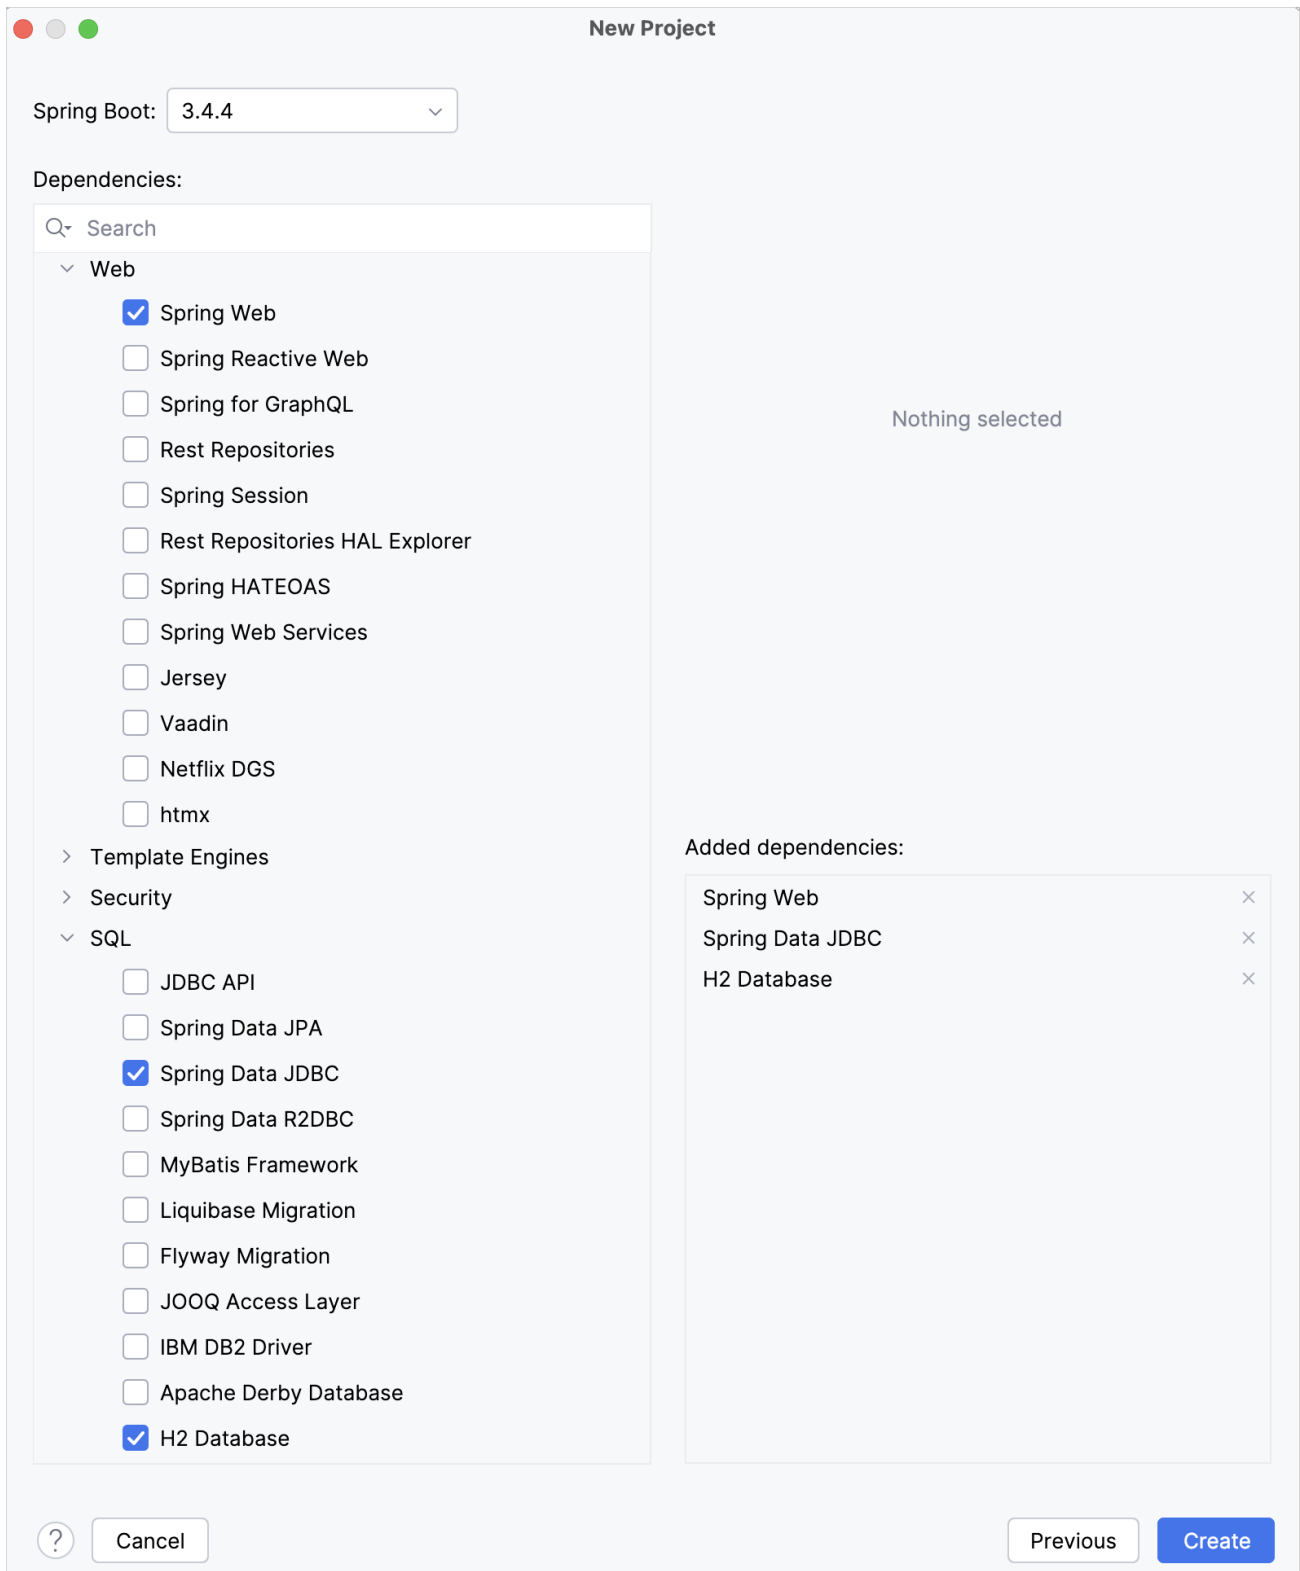 New Project
Spring Boot: 3.4.4
Dependencies:
Search
Web
Spring Web
Spring Reactive Web
Spring for GraphQL
Rest Repositories
Spring Session
Rest Repositories HAL Explorer
Spring HATEOAS
Spring Web Services
Jersey
Vaadin
Netflix DGS
htmx
Template Engines
Security
SQL
JDBC API
Spring Data JPA
Spring Data JDBC
Spring Data R2DBC
MyBatis Framework
Liquibase Migration
Flyway Migration
JOOQ Access Layer
IBM DB2 Driver
Apache Derby Database
H2 Database
Nothing selected
Added dependencies:
Spring Web
Spring Data JDBC
H2 Database
? Cancel Previous Create